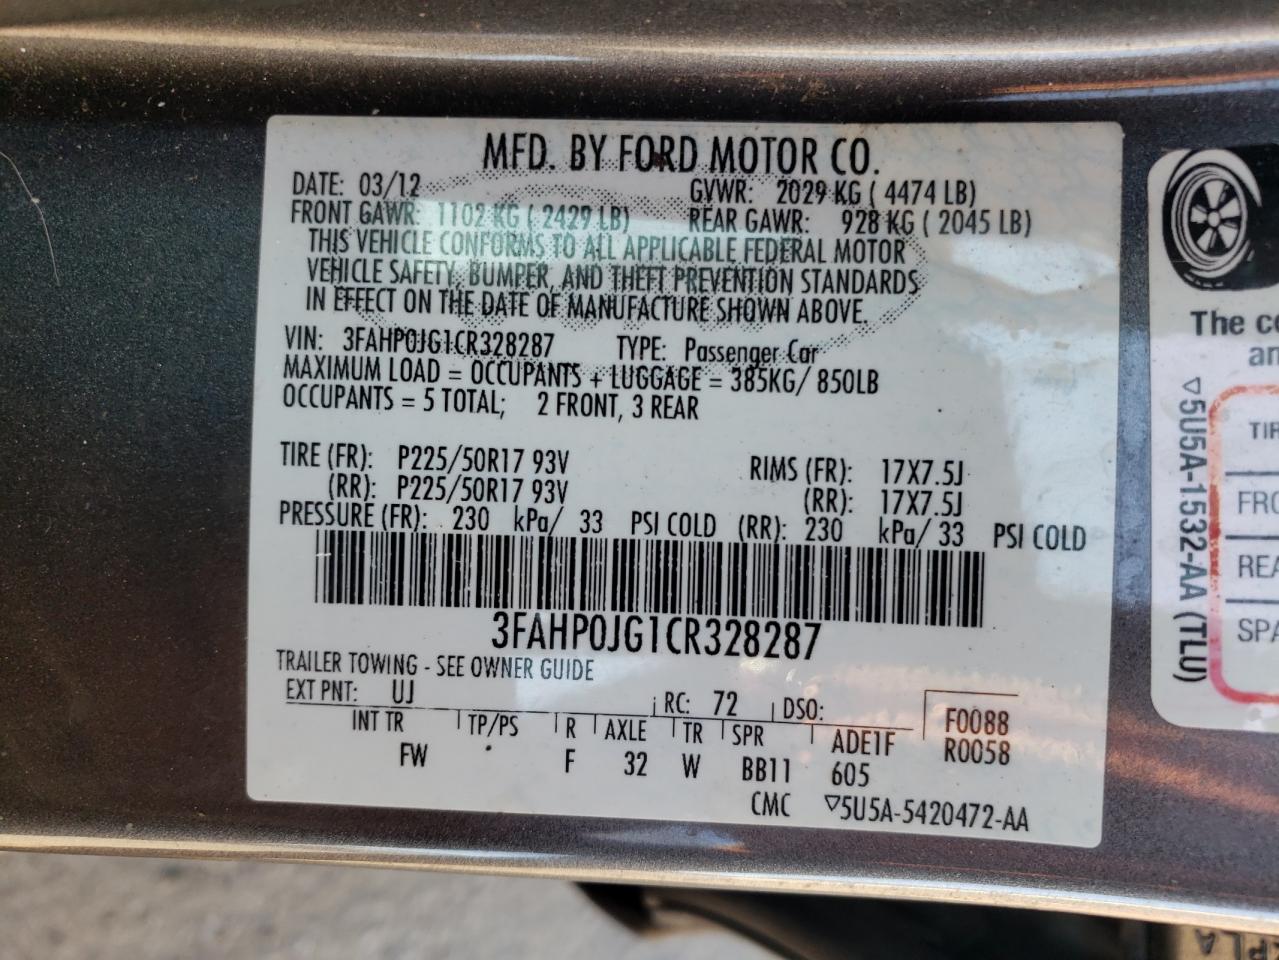 MFD. BY FORD MOTOR CO.
DATE: 03/12 GVWR: 2029 KG ( 4474 LB)
FRONT GAWR: 1102 KG ( 2429 LB) REAR GAWR: 928 KG ( 2045 LB)
THIS VEHICLE CONFORMS TO ALL APPLICABLE FEDERAL MOTOR
VEHICLE SAFETY, BUMPER, AND THEFT PREVENTION STANDARDS
IN EFFECT ON THE DATE OF MANUFACTURE SHOWN ABOVE.
VIN: 3FAHP0JG1CR328287 TYPE: Passenger Car
MAXIMUM LOAD = OCCUPANTS + LUGGAGE = 385KG/ 850LB
OCCUPANTS = 5 TOTAL; 2 FRONT, 3 REAR
TIRE (FR): P225/50R17 93V RIMS (FR): 17X7.5J
(RR): P225/50R17 93V (RR): 17X7.5J
PRESSURE (FR): 230 kPa/ 33 PSI COLD (RR): 230 kPa/ 33 PSI COLD
3FAHP0JG1CR328287
TRAILER TOWING - SEE OWNER GUIDE
EXT PNT: UJ RC: 72 DSO: F0088
INT TR TP/PS R AXLE TR SPR ADE1F R0058
FW F 32 W BB11 605
CMC ▽5U5A-5420472-AA
The co
an
▽5U5A-1532-AA (TLU)
TIR
FRO
REA
SPA